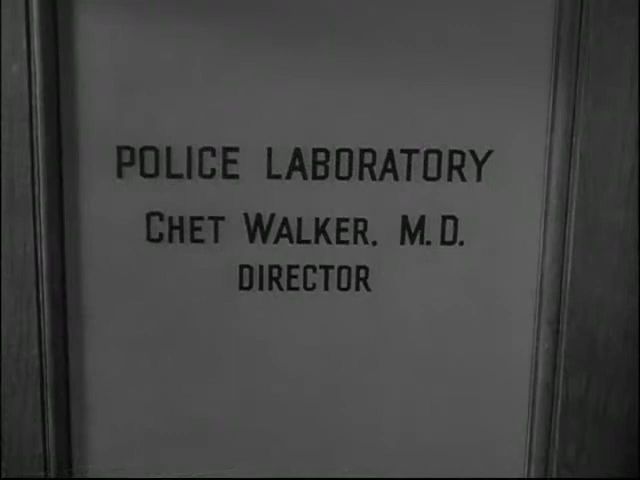 POLICE LABORATORY
CHET WALKER. M.D.
DIRECTOR